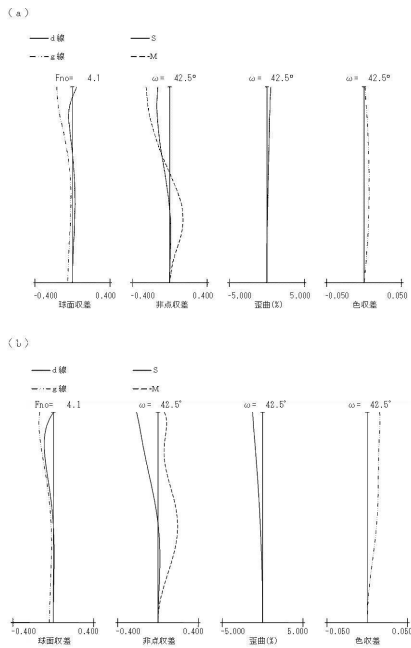 (a)
d線 S
g線 M
Fno= 4.1 ω= 42.5° ω= 42.5° ω= 42.5°
-0.400 0.400 -0.400 0.400 -5.000 5.000 -0.050 0.050
球面収差 非点収差 歪曲(%) 色収差
(b)
d線 S
g線 M
Fno= 4.1 ω= 42.5° ω= 42.5° ω= 42.5°
-0.400 0.400 -0.400 0.400 -5.000 5.000 -0.050 0.050
球面収差 非点収差 歪曲(%) 色収差